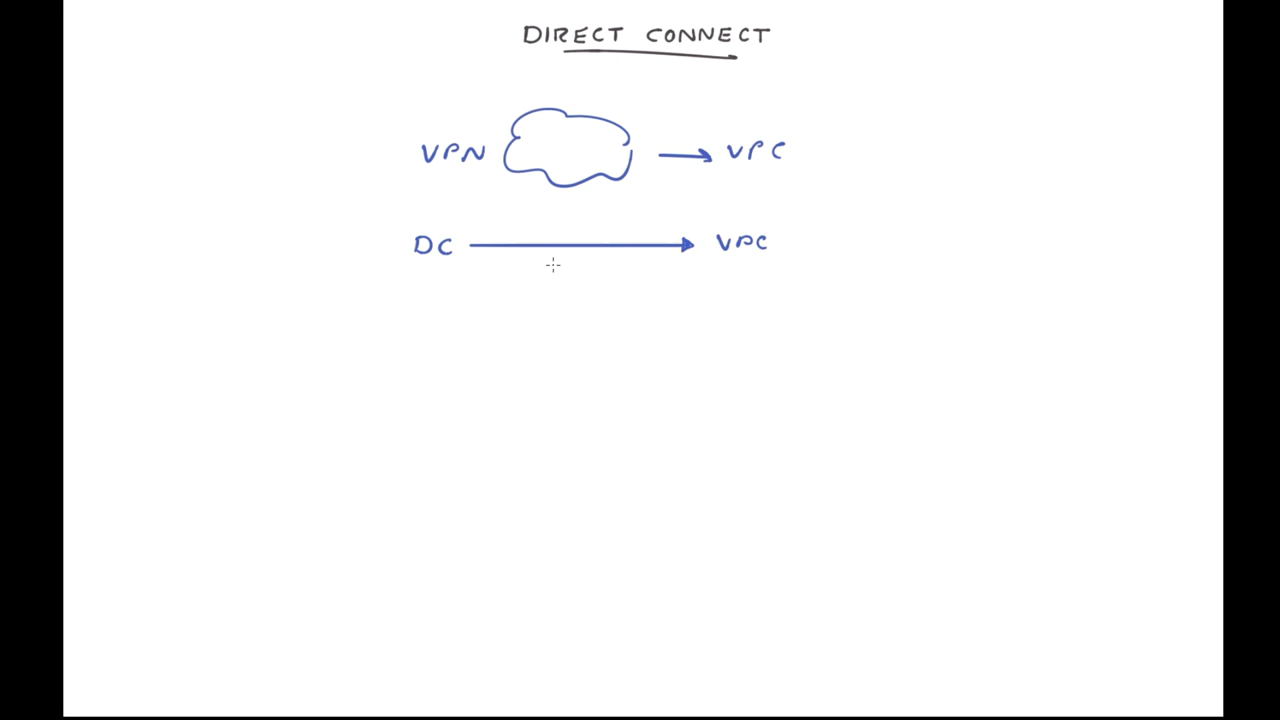 DIRECT CONNECT
VPN → VPC
DC → VPC